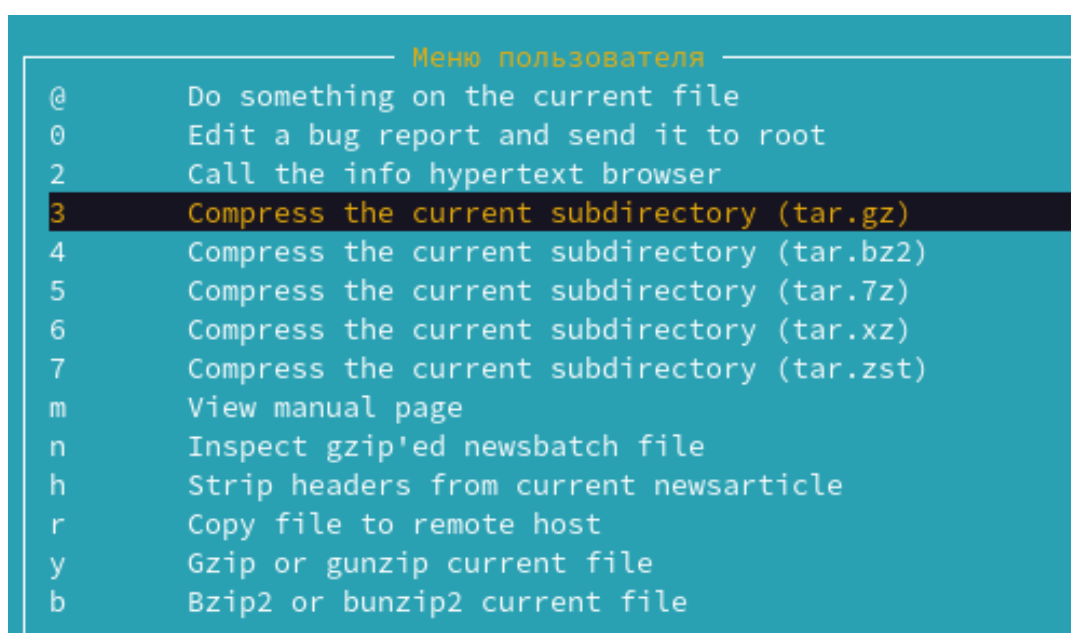 Меню пользователя
@ Do something on the current file
0 Edit a bug report and send it to root
2 Call the info hypertext browser
3 Compress the current subdirectory (tar.gz)
4 Compress the current subdirectory (tar.bz2)
5 Compress the current subdirectory (tar.7z)
6 Compress the current subdirectory (tar.xz)
7 Compress the current subdirectory (tar.zst)
m View manual page
n Inspect gzip'ed newsbatch file
h Strip headers from current newsarticle
r Copy file to remote host
y Gzip or gunzip current file
b Bzip2 or bunzip2 current file